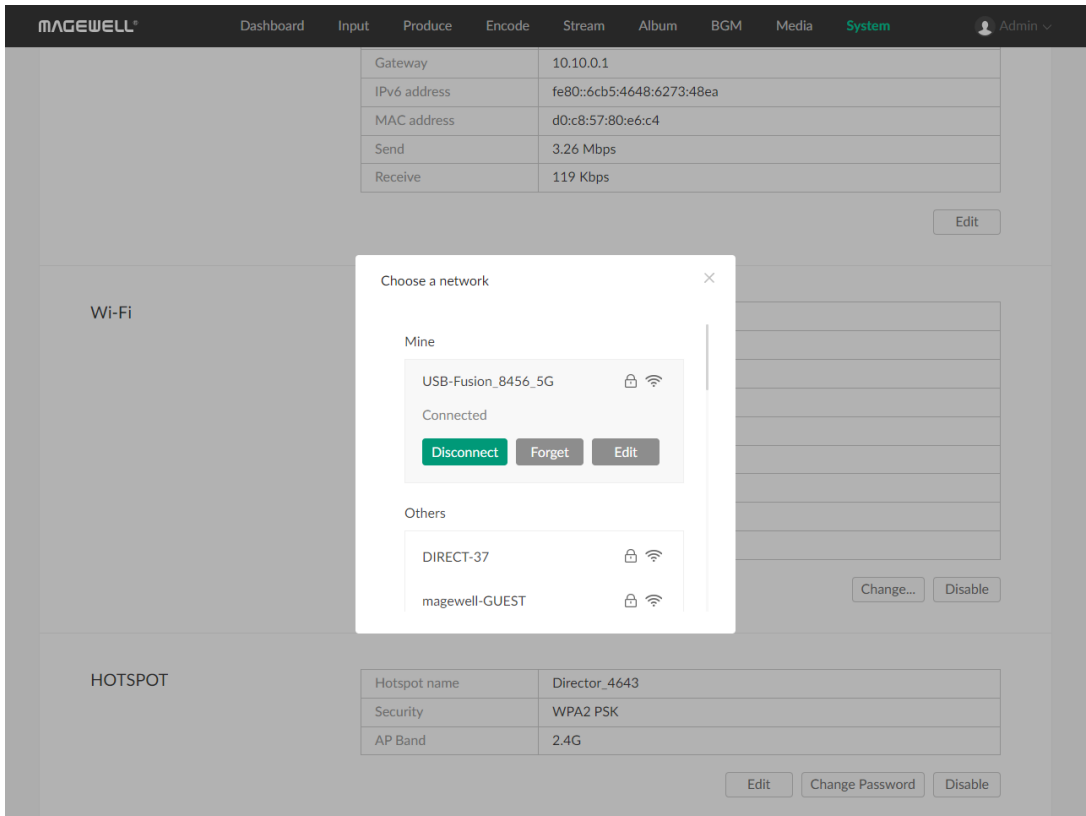 MAGEWELL®
Dashboard Input Produce Encode Stream Album BGM Media System Admin
Gateway 10.10.0.1
IPv6 address fe80::6cb5:4648:6273:48ea
MAC address d0:c8:57:80:e6:c4
Send 3.26 Mbps
Receive 119 Kbps
Edit
Wi-Fi
Choose a network
Mine
USB-Fusion_8456_5G
Connected
Disconnect Forget Edit
Others
DIRECT-37
magewell-GUEST
Change... Disable
HOTSPOT
Hotspot name Director_4643
Security WPA2 PSK
AP Band 2.4G
Edit Change Password Disable